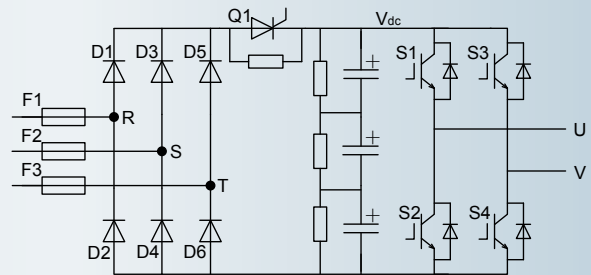 Q1 Vdc
D1 D3 D5 S1 S3
F1 R
F2 U
F3 S
T V
D2 D4 D6 S2 S4